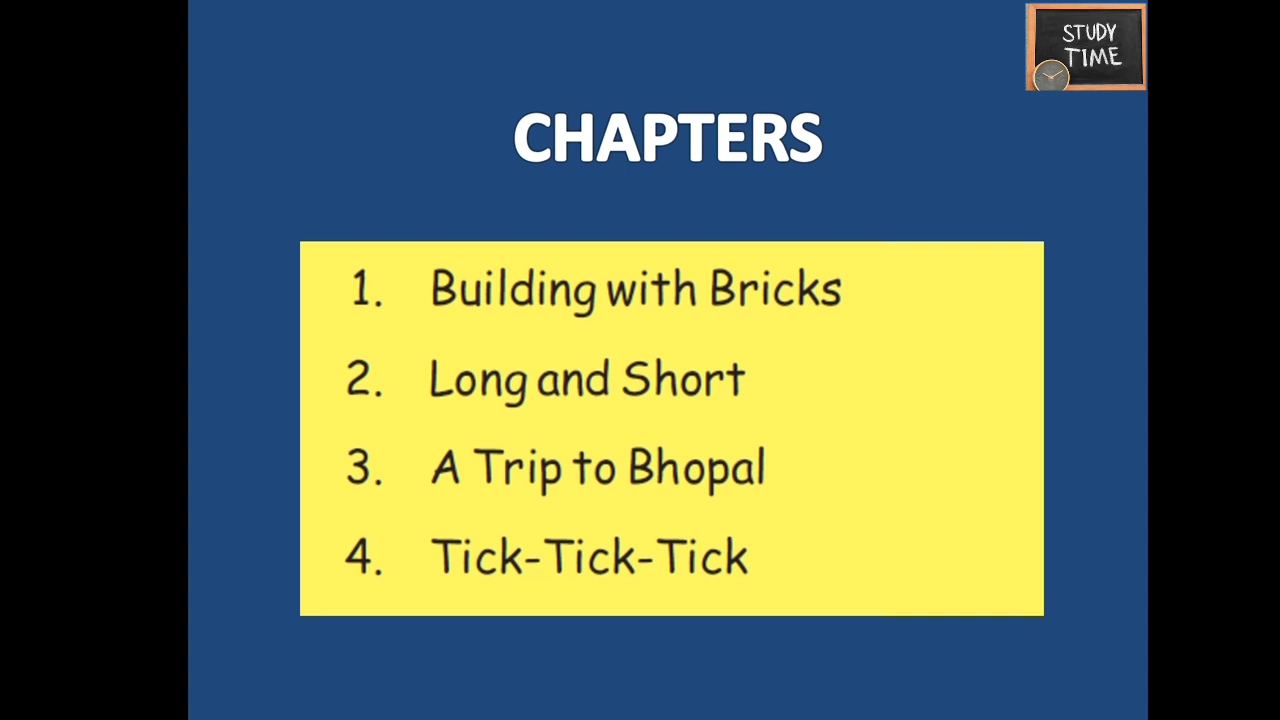 STUDY
TIME
CHAPTERS
1. Building with Bricks
2. Long and Short
3. A Trip to Bhopal
4. Tick-Tick-Tick